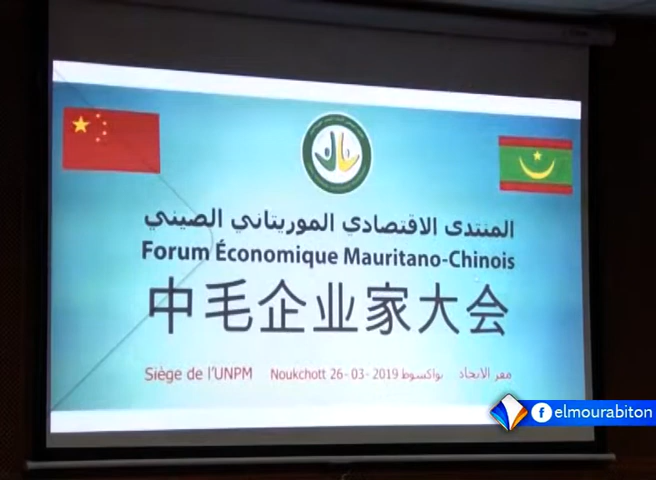 المنتدى الاقتصادي الموريتاني الصيني
Forum Économique Mauritano-Chinois
中毛企业家大会
Siège de l'UNPM Noukchott 26-03-2019 نواكسوط مقر الاتحاد
elmourabiton